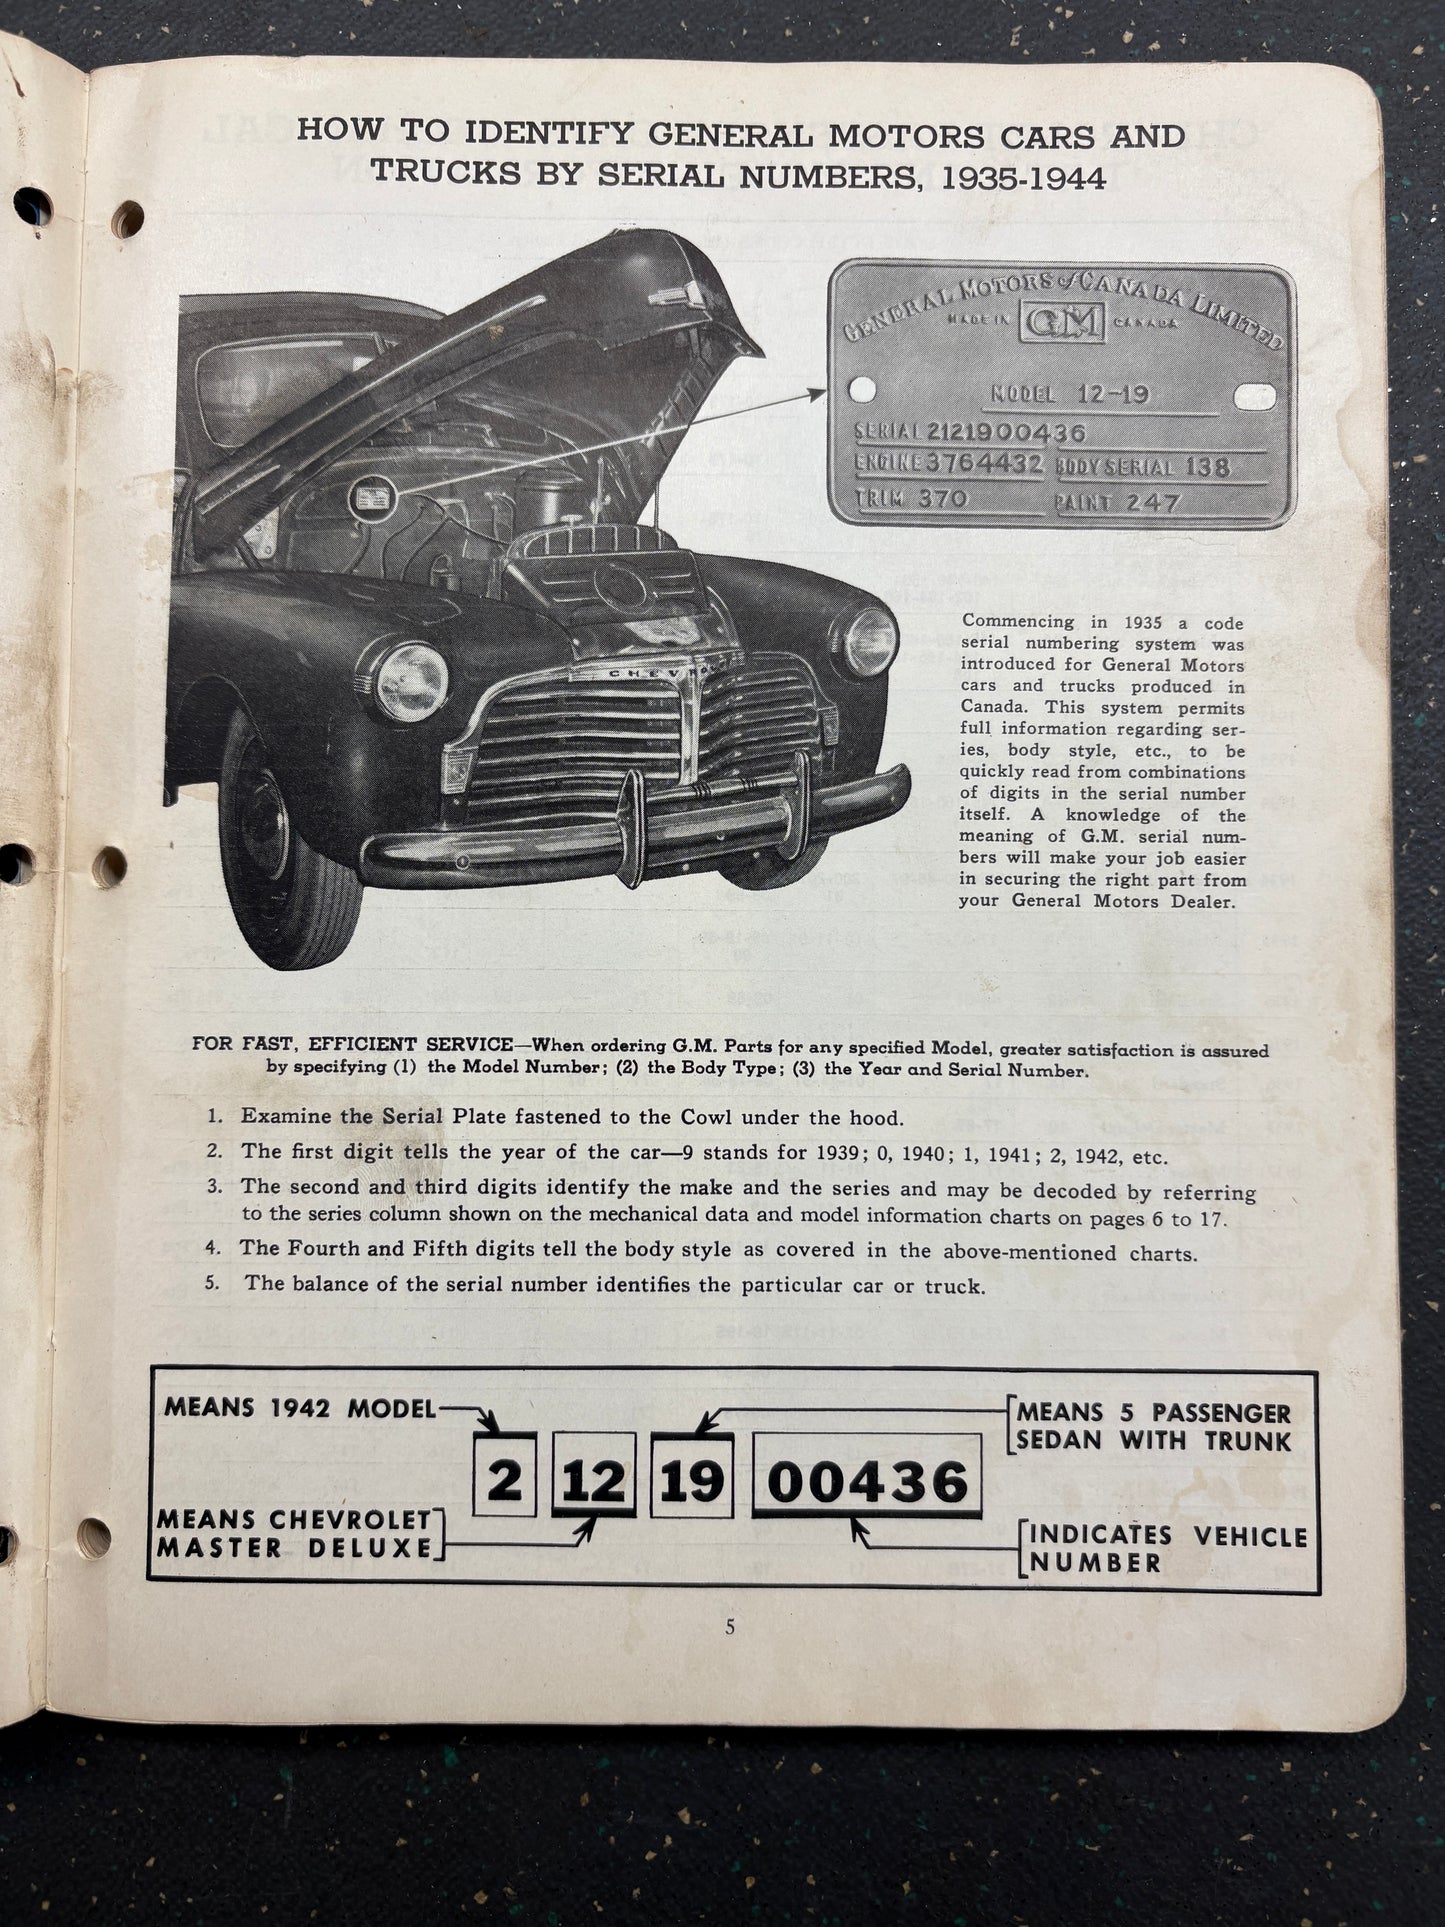 HOW TO IDENTIFY GENERAL MOTORS CARS AND
TRUCKS BY SERIAL NUMBERS, 1935-1944
GENERAL MOTORS of CANADA LIMITED
MADE IN GM CANADA
MODEL 12-19
SERIAL 2121900436
ENGINE 3764432 BODY SERIAL 138
TRIM 370 PAINT 247
CHEVROLET
Commencing in 1935 a code
serial numbering system was
introduced for General Motors
cars and trucks produced in
Canada. This system permits
full information regarding ser-
ies, body style, etc., to be
quickly read from combinations
of digits in the serial number
itself. A knowledge of the
meaning of G.M. serial num-
bers will make your job easier
in securing the right part from
your General Motors Dealer.
FOR FAST, EFFICIENT SERVICE—When ordering G.M. Parts for any specified Model, greater satisfaction is assured
by specifying (1) the Model Number; (2) the Body Type; (3) the Year and Serial Number.
1. Examine the Serial Plate fastened to the Cowl under the hood.
2. The first digit tells the year of the car—9 stands for 1939; 0, 1940; 1, 1941; 2, 1942, etc.
3. The second and third digits identify the make and the series and may be decoded by referring
to the series column shown on the mechanical data and model information charts on pages 6 to 17.
4. The Fourth and Fifth digits tell the body style as covered in the above-mentioned charts.
5. The balance of the serial number identifies the particular car or truck.
MEANS 1942 MODEL
MEANS 5 PASSENGER
SEDAN WITH TRUNK
2 12 19 00436
MEANS CHEVROLET
MASTER DELUXE
INDICATES VEHICLE
NUMBER
5